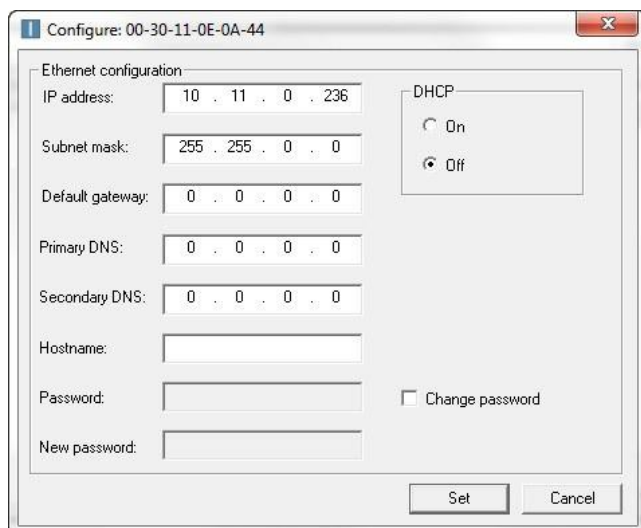 Configure: 00-30-11-0E-0A-44
Ethernet configuration
IP address: 10 . 11 . 0 . 236
DHCP
On
Subnet mask: 255 . 255 . 0 . 0
Off
Default gateway: 0 . 0 . 0 . 0
Primary DNS: 0 . 0 . 0 . 0
Secondary DNS: 0 . 0 . 0 . 0
Hostname:
Password:
Change password
New password:
Set
Cancel